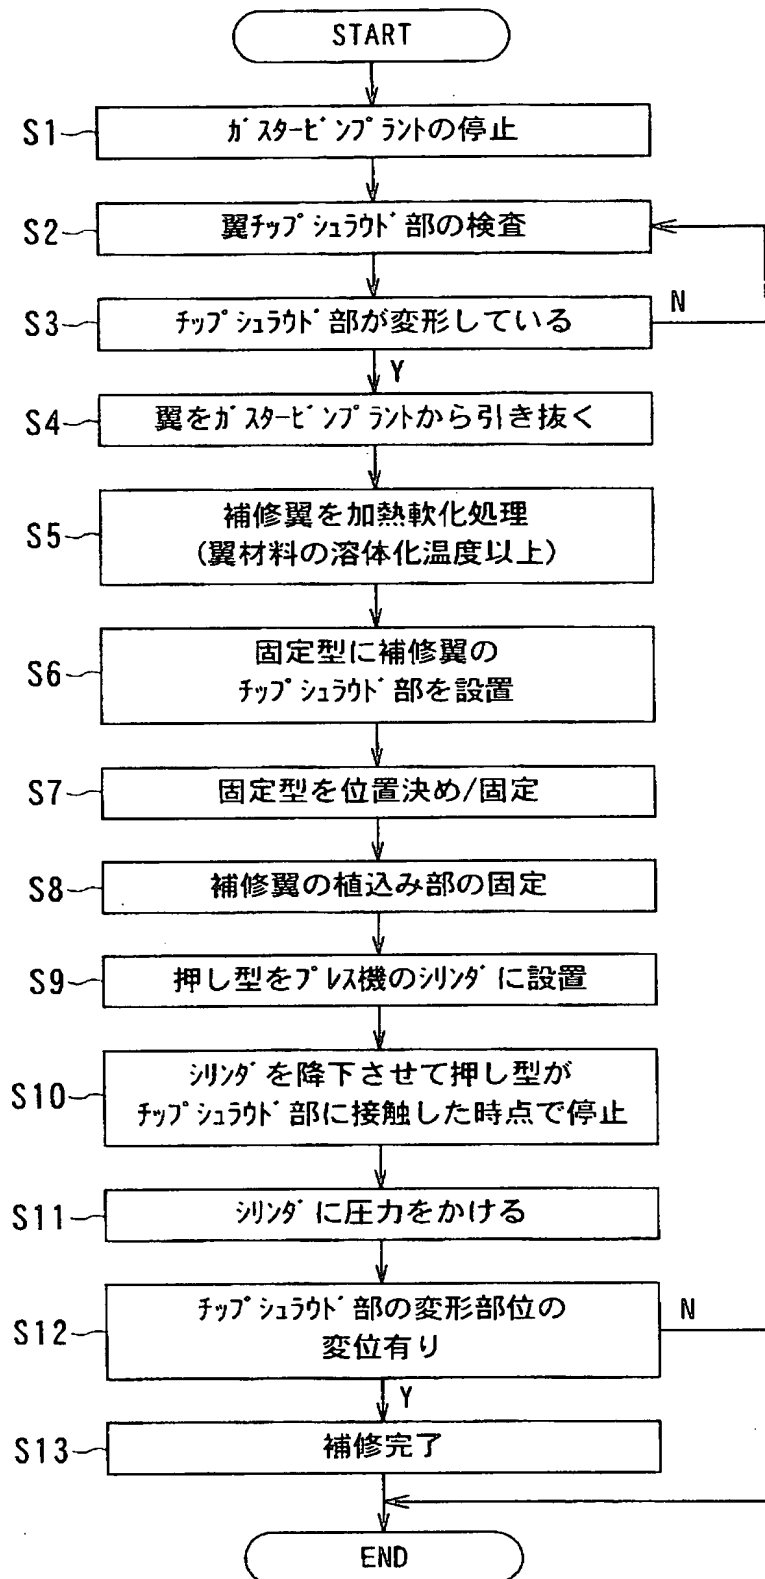 START
S1 ガスタービンプラントの停止
S2 翼チップシュラウド部の検査
S3 チップシュラウド部が変形している N
Y
S4 翼をガスタービンプラントから引き抜く
S5 補修翼を加熱軟化処理
(翼材料の溶体化温度以上)
S6 固定型に補修翼の
チップシュラウド部を設置
S7 固定型を位置決め/固定
S8 補修翼の植込み部の固定
S9 押し型をプレス機のシリンダに設置
S10 シリンダを降下させて押し型が
チップシュラウド部に接触した時点で停止
S11 シリンダに圧力をかける
S12 チップシュラウド部の変形部位の N
変位有り
Y
S13 補修完了
END